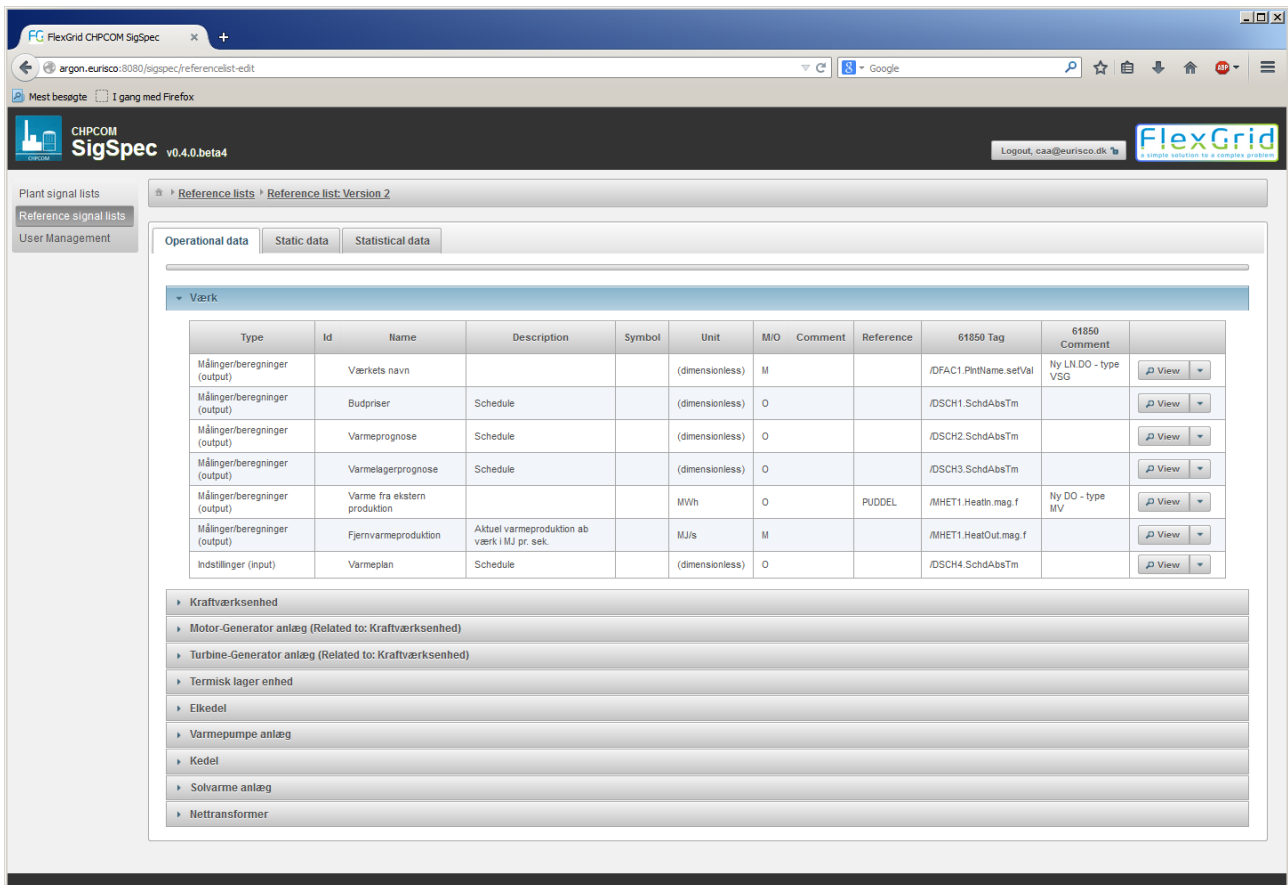 FG FlexGrid CHPCOM SigSpec × +
argon.eurisco:8080/sigspec/referencelist-edit
8 Google
ABP
Mest besøgte I gang med Firefox
CHPCOM
CHPCOM
SigSpec v0.4.0.beta4
Logout, caa@eurisco.dk
FlexGrid
a simple solution to a complex problem
Plant signal lists
Reference signal lists
User Management
Reference lists Reference list: Version 2
Operational data Static data Statistical data
Værk
Type Id Name Description Symbol Unit M/O Comment Reference 61850 Tag 61850 Comment
Målinger/beregninger (output) Værkets navn (dimensionless) M /DFAC1.PlntName.setVal Ny LN.DO - type VSG View
Målinger/beregninger (output) Budpriser Schedule (dimensionless) O /DSCH1.SchdAbsTm View
Målinger/beregninger (output) Varmeprognose Schedule (dimensionless) O /DSCH2.SchdAbsTm View
Målinger/beregninger (output) Varmelagerprognose Schedule (dimensionless) O /DSCH3.SchdAbsTm View
Målinger/beregninger (output) Varme fra ekstern produktion MWh O PUDDEL /MHET1.HeatIn.mag.f Ny DO - type MV View
Målinger/beregninger (output) Fjernvarmeproduktion Aktuel varmeproduktion ab værk i MJ pr. sek. MJ/s M /MHET1.HeatOut.mag.f View
Indstillinger (input) Varmeplan Schedule (dimensionless) O /DSCH4.SchdAbsTm View
Kraftværksenhed
Motor-Generator anlæg (Related to: Kraftværksenhed)
Turbine-Generator anlæg (Related to: Kraftværksenhed)
Termisk lager enhed
Elkedel
Varmepumpe anlæg
Kedel
Solvarme anlæg
Nettransformer